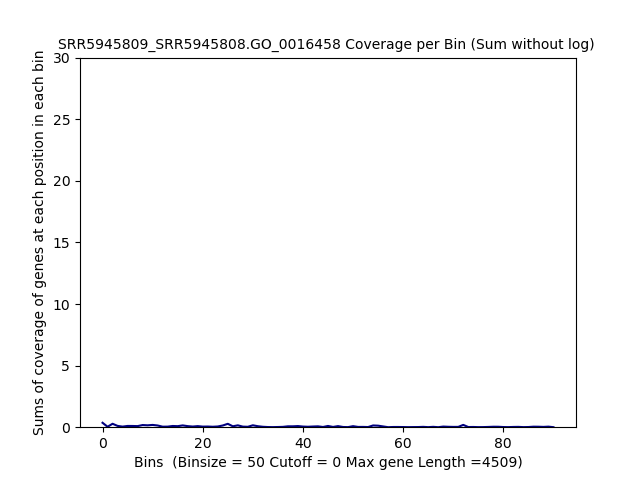 SRR5945809_SRR5945808.GO_0016458 Coverage per Bin (Sum without log)
Sums of coverage of genes at each position in each bin
30
25
20
15
10
5
0
0 20 40 60 80
Bins  (Binsize = 50 Cutoff = 0 Max gene Length =4509)